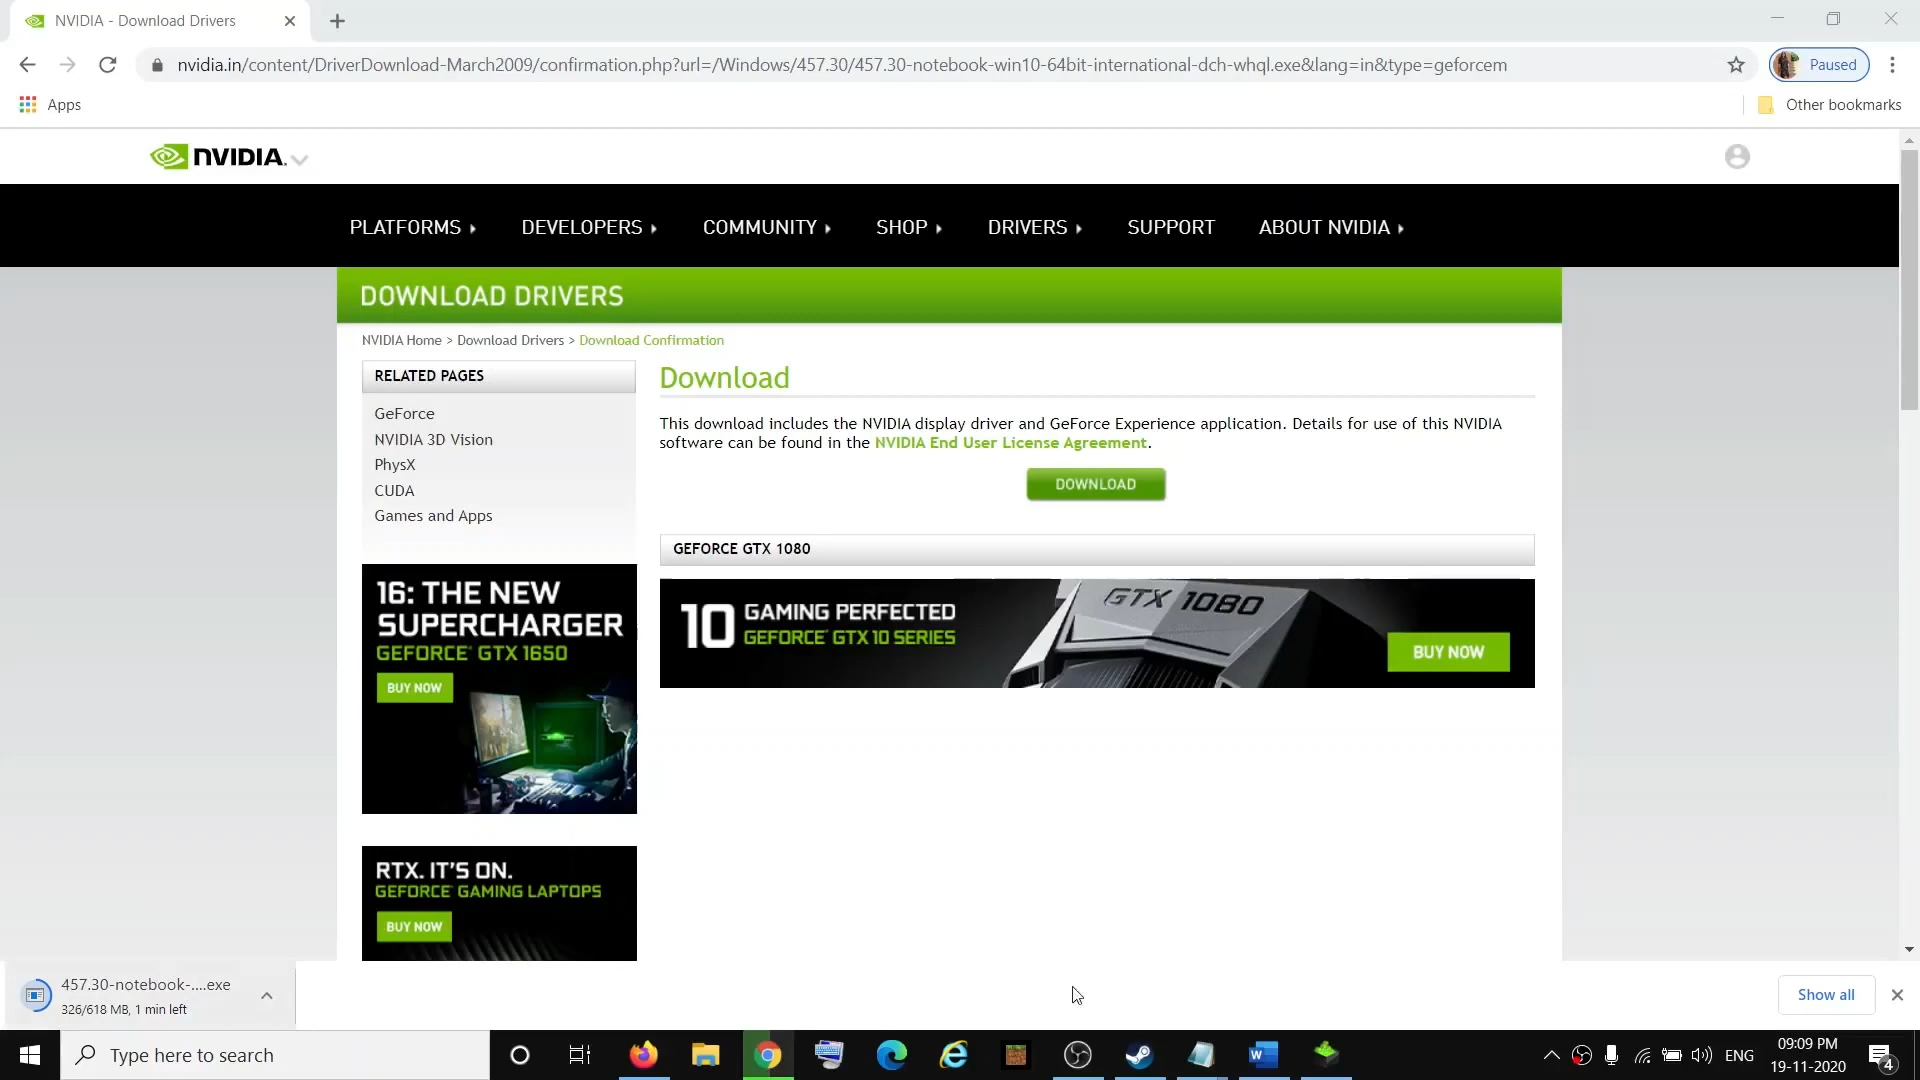 NVIDIA - Download Drivers
nvidia.in/content/DriverDownload-March2009/confirmation.php?url=/Windows/457.30/457.30-notebook-win10-64bit-international-dch-whql.exe&lang=in&type=geforcem
Paused
Apps
Other bookmarks
NVIDIA.
PLATFORMS DEVELOPERS COMMUNITY SHOP DRIVERS SUPPORT ABOUT NVIDIA
DOWNLOAD DRIVERS
NVIDIA Home > Download Drivers > Download Confirmation
RELATED PAGES
GeForce
NVIDIA 3D Vision
PhysX
CUDA
Games and Apps
16: THE NEW
SUPERCHARGER
GEFORCE® GTX 1650
BUY NOW
RTX. IT'S ON.
GEFORCE® GAMING LAPTOPS
BUY NOW
Download
This download includes the NVIDIA display driver and GeForce Experience application. Details for use of this NVIDIA
software can be found in the NVIDIA End User License Agreement.
DOWNLOAD
GEFORCE GTX 1080
10 GAMING PERFECTED
GEFORCE® GTX 10 SERIES
GTX 1080
BUY NOW
457.30-notebook-....exe
326/618 MB, 1 min left
Show all
Type here to search
ENG
09:09 PM
19-11-2020
4